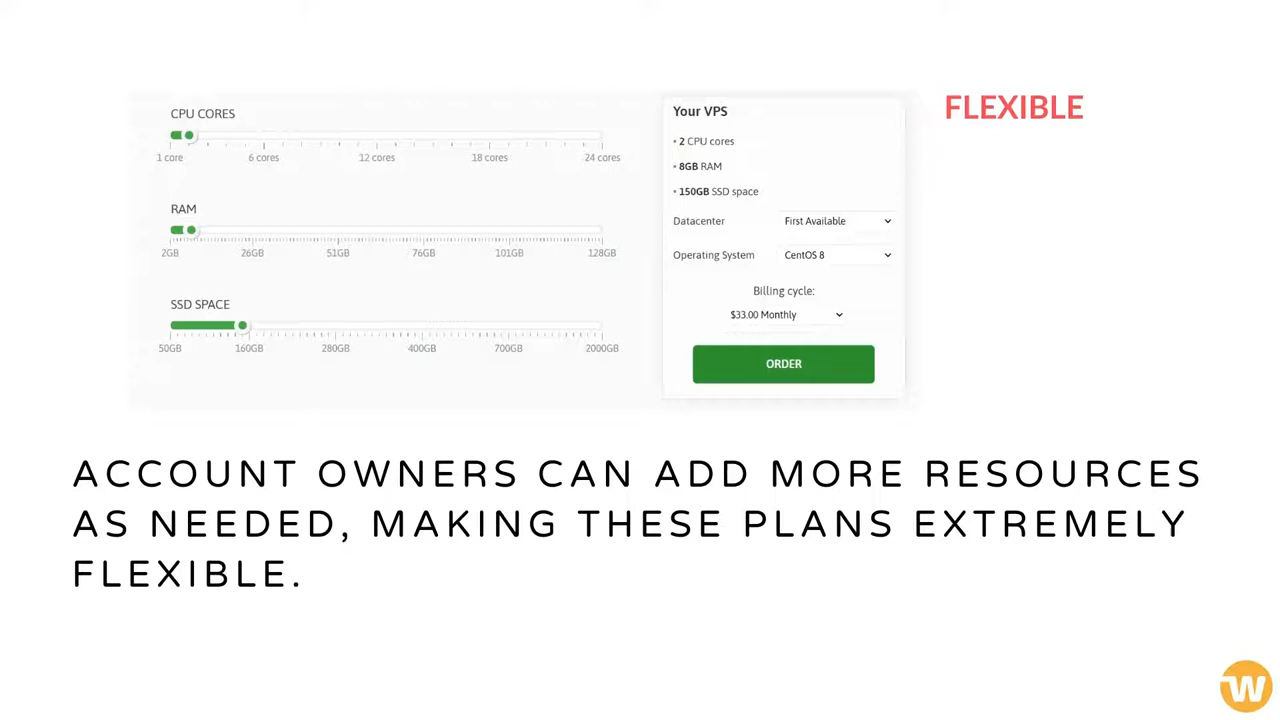 CPU CORES
1 core 6 cores 12 cores 18 cores 24 cores
RAM
2GB 26GB 51GB 76GB 101GB 128GB
SSD SPACE
50GB 160GB 280GB 400GB 700GB 2000GB
Your VPS
• 2 CPU cores
• 8GB RAM
• 150GB SSD space
Datacenter First Available
Operating System CentOS 8
Billing cycle:
$33.00 Monthly
ORDER
FLEXIBLE
ACCOUNT OWNERS CAN ADD MORE RESOURCES
AS NEEDED, MAKING THESE PLANS EXTREMELY
FLEXIBLE.
W